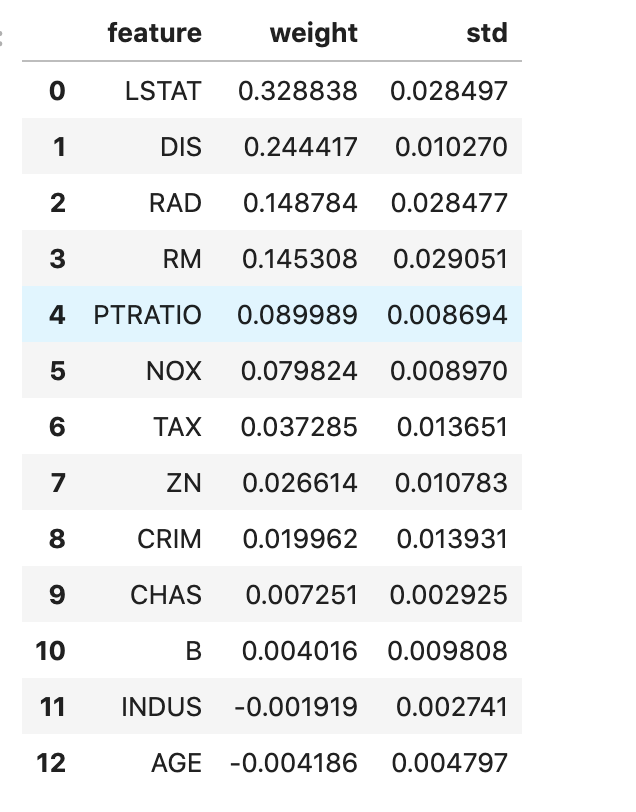 feature weight std
0 LSTAT 0.328838 0.028497
1 DIS 0.244417 0.010270
2 RAD 0.148784 0.028477
3 RM 0.145308 0.029051
4 PTRATIO 0.089989 0.008694
5 NOX 0.079824 0.008970
6 TAX 0.037285 0.013651
7 ZN 0.026614 0.010783
8 CRIM 0.019962 0.013931
9 CHAS 0.007251 0.002925
10 B 0.004016 0.009808
11 INDUS -0.001919 0.002741
12 AGE -0.004186 0.004797